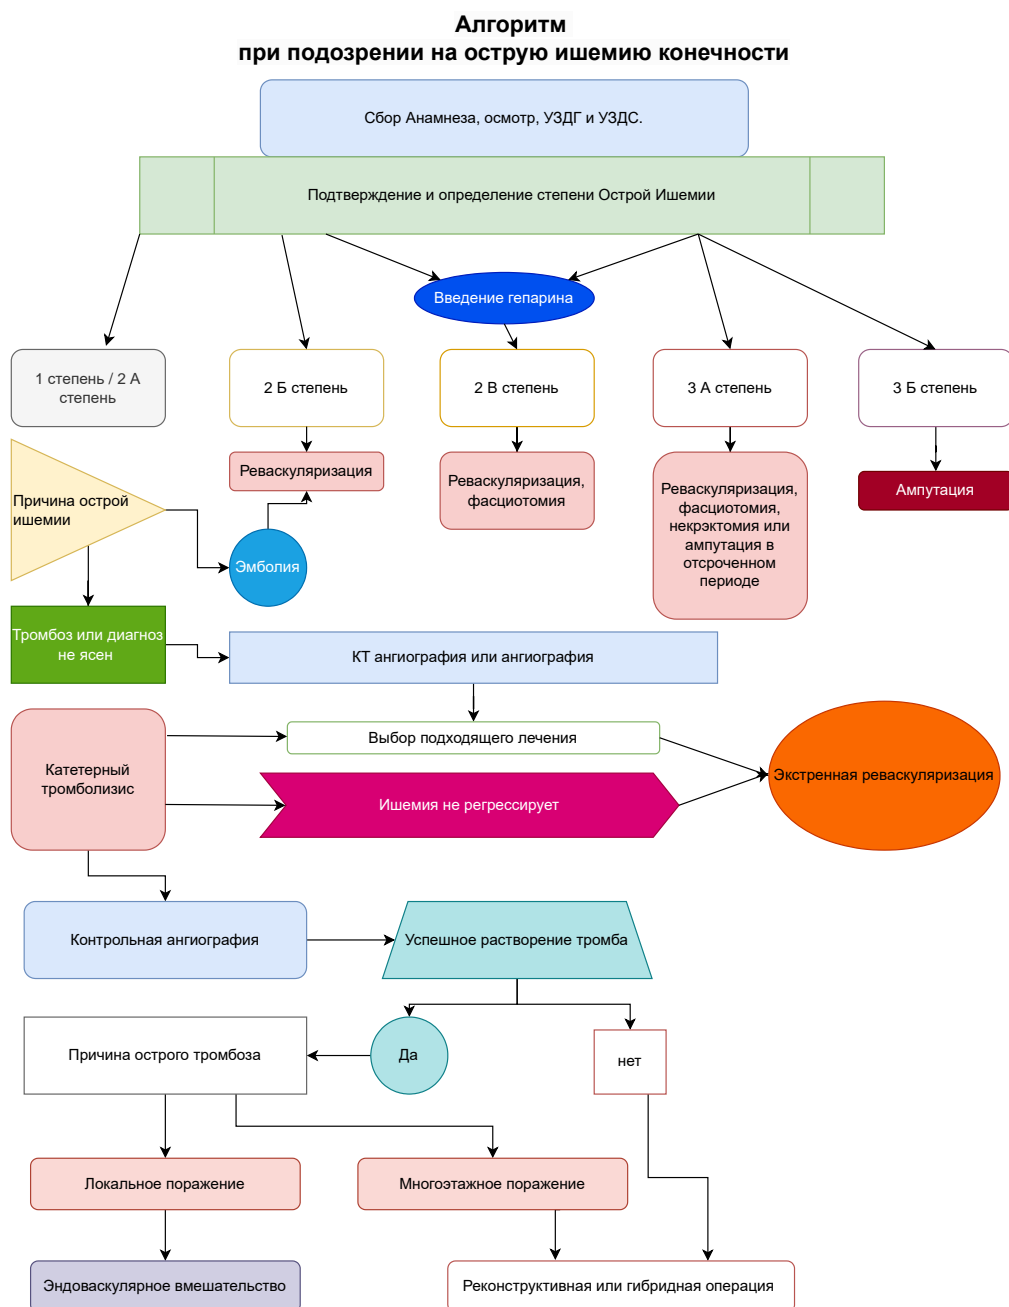 Алгоритм
при подозрении на острую ишемию конечности
Сбор Анамнеза, осмотр, УЗДГ и УЗДС.
Подтверждение и определение степени Острой Ишемии
Введение гепарина
1 степень / 2 А
степень
2 Б степень
2 В степень
3 А степень
3 Б степень
Реваскуляризация
Реваскуляризация,
фасциотомия
Реваскуляризация,
фасциотомия,
некрэктомия или
ампутация в
отсроченном
периоде
Ампутация
Причина острой
ишемии
Эмболия
Тромбоз или диагноз
не ясен
КТ ангиография или ангиография
Катетерный
тромболизис
Выбор подходящего лечения
Ишемия не регрессирует
Экстренная реваскуляризация
Контрольная ангиография
Успешное растворение тромба
Причина острого тромбоза
Да
нет
Локальное поражение
Многоэтажное поражение
Эндоваскулярное вмешательство
Реконструктивная или гибридная операция